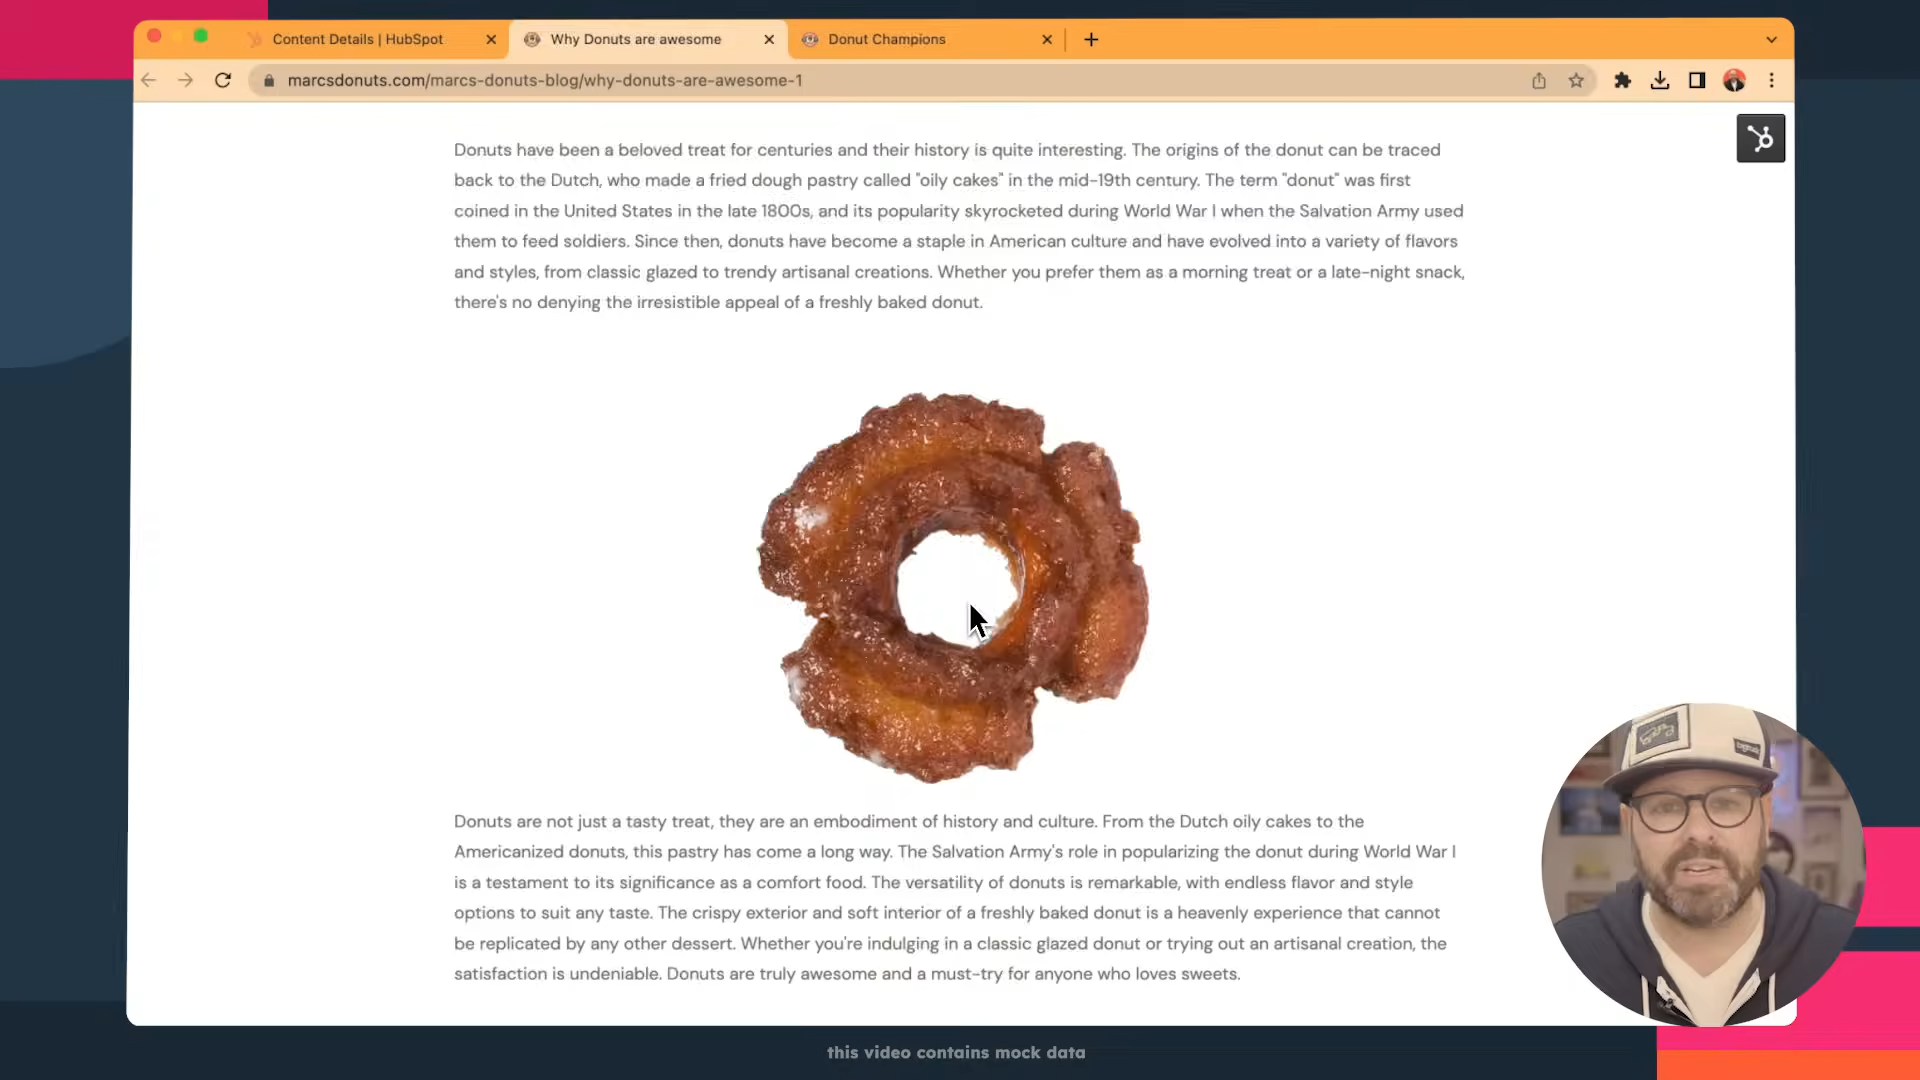 Content Details | HubSpot
Why Donuts are awesome
Donut Champions
marcsdonuts.com/marcs-donuts-blog/why-donuts-are-awesome-1
Donuts have been a beloved treat for centuries and their history is quite interesting. The origins of the donut can be traced
back to the Dutch, who made a fried dough pastry called "oily cakes" in the mid-19th century. The term "donut" was first
coined in the United States in the late 1800s, and its popularity skyrocketed during World War I when the Salvation Army used
them to feed soldiers. Since then, donuts have become a staple in American culture and have evolved into a variety of flavors
and styles, from classic glazed to trendy artisanal creations. Whether you prefer them as a morning treat or a late-night snack,
there's no denying the irresistible appeal of a freshly baked donut.
Donuts are not just a tasty treat, they are an embodiment of history and culture. From the Dutch oily cakes to the
Americanized donuts, this pastry has come a long way. The Salvation Army's role in popularizing the donut during World War I
is a testament to its significance as a comfort food. The versatility of donuts is remarkable, with endless flavor and style
options to suit any taste. The crispy exterior and soft interior of a freshly baked donut is a heavenly experience that cannot
be replicated by any other dessert. Whether you're indulging in a classic glazed donut or trying out an artisanal creation, the
satisfaction is undeniable. Donuts are truly awesome and a must-try for anyone who loves sweets.
this video contains mock data